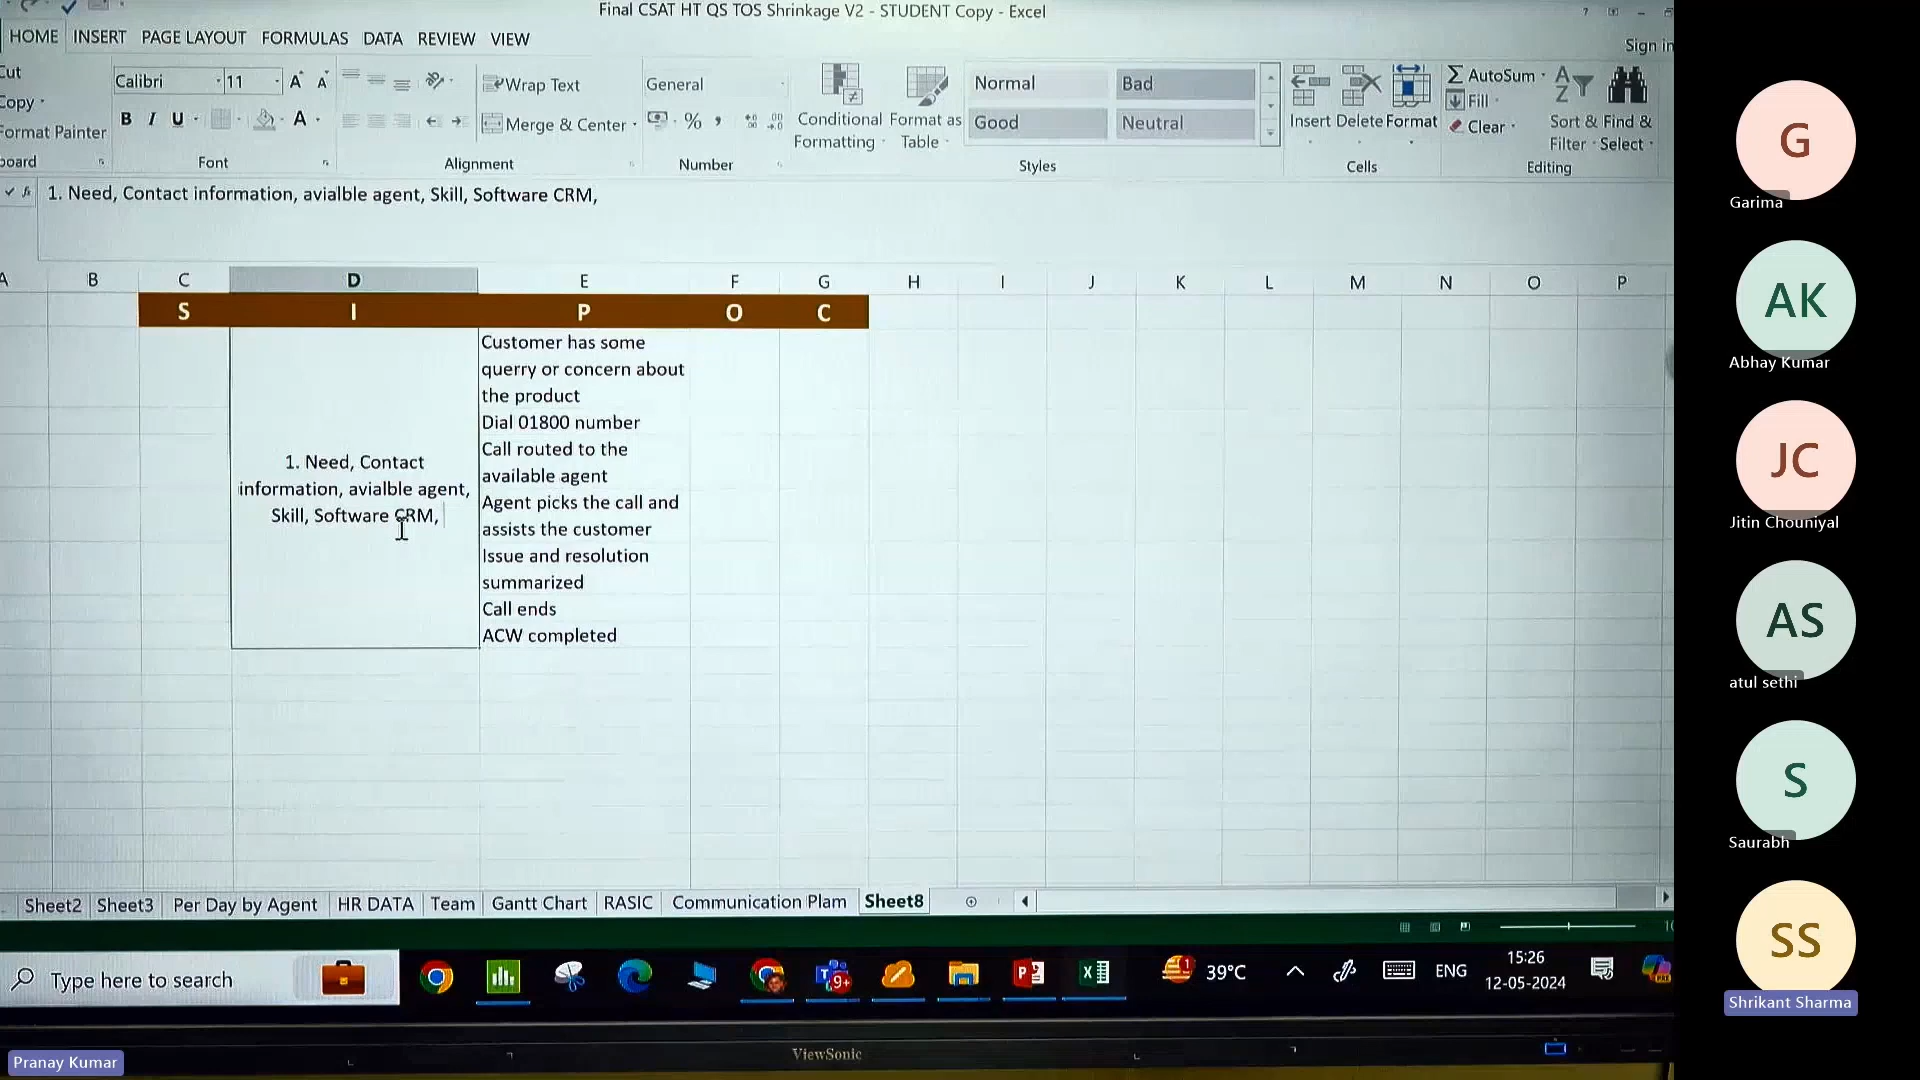 Final CSAT HT QS TOS Shrinkage V2 - STUDENT Copy - Excel
?
HOME INSERT PAGE LAYOUT FORMULAS DATA REVIEW VIEW
Sign in
Cut
Copy
Format Painter
board
Calibri 11
B I U A
Font
Wrap Text
Merge & Center
Alignment
General
%
Number
Conditional Formatting
Format as Table
Normal Bad
Good Neutral
Styles
Insert Delete Format
Cells
AutoSum
Fill
Clear
Sort & Filter
Find & Select
Editing
fx 1. Need, Contact information, avialble agent, Skill, Software CRM,
A B C D E F G H I J K L M N O P
S I P O C
1. Need, Contact
information, avialble agent,
Skill, Software CRM,
Customer has some
querry or concern about
the product
Dial 01800 number
Call routed to the
available agent
Agent picks the call and
assists the customer
Issue and resolution
summarized
Call ends
ACW completed
Sheet2 Sheet3 Per Day by Agent HR DATA Team Gantt Chart RASIC Communication Plam Sheet8
Type here to search
9+
1
39°C
ENG
15:26
12-05-2024
ViewSonic
Pranay Kumar
G
Garima
AK
Abhay Kumar
JC
Jitin Chouniyal
AS
atul sethi
S
Saurabh
SS
Shrikant Sharma